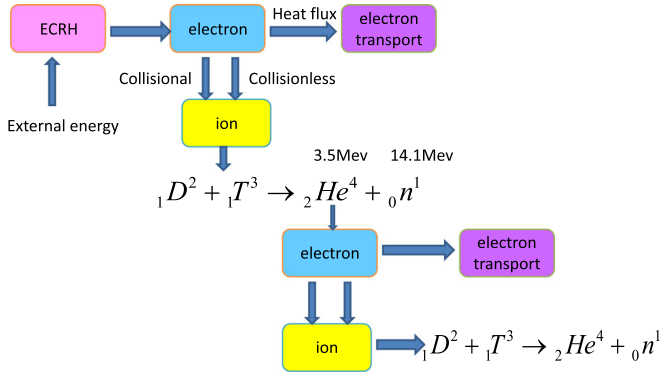 ECRH
electron
Heat flux
electron
transport
Collisional
Collisionless
External energy
ion
3.5Mev 14.1Mev
₁D² + ₁T³ → ₂He⁴ + ₀n¹
electron
electron
transport
ion
₁D² + ₁T³ → ₂He⁴ + ₀n¹